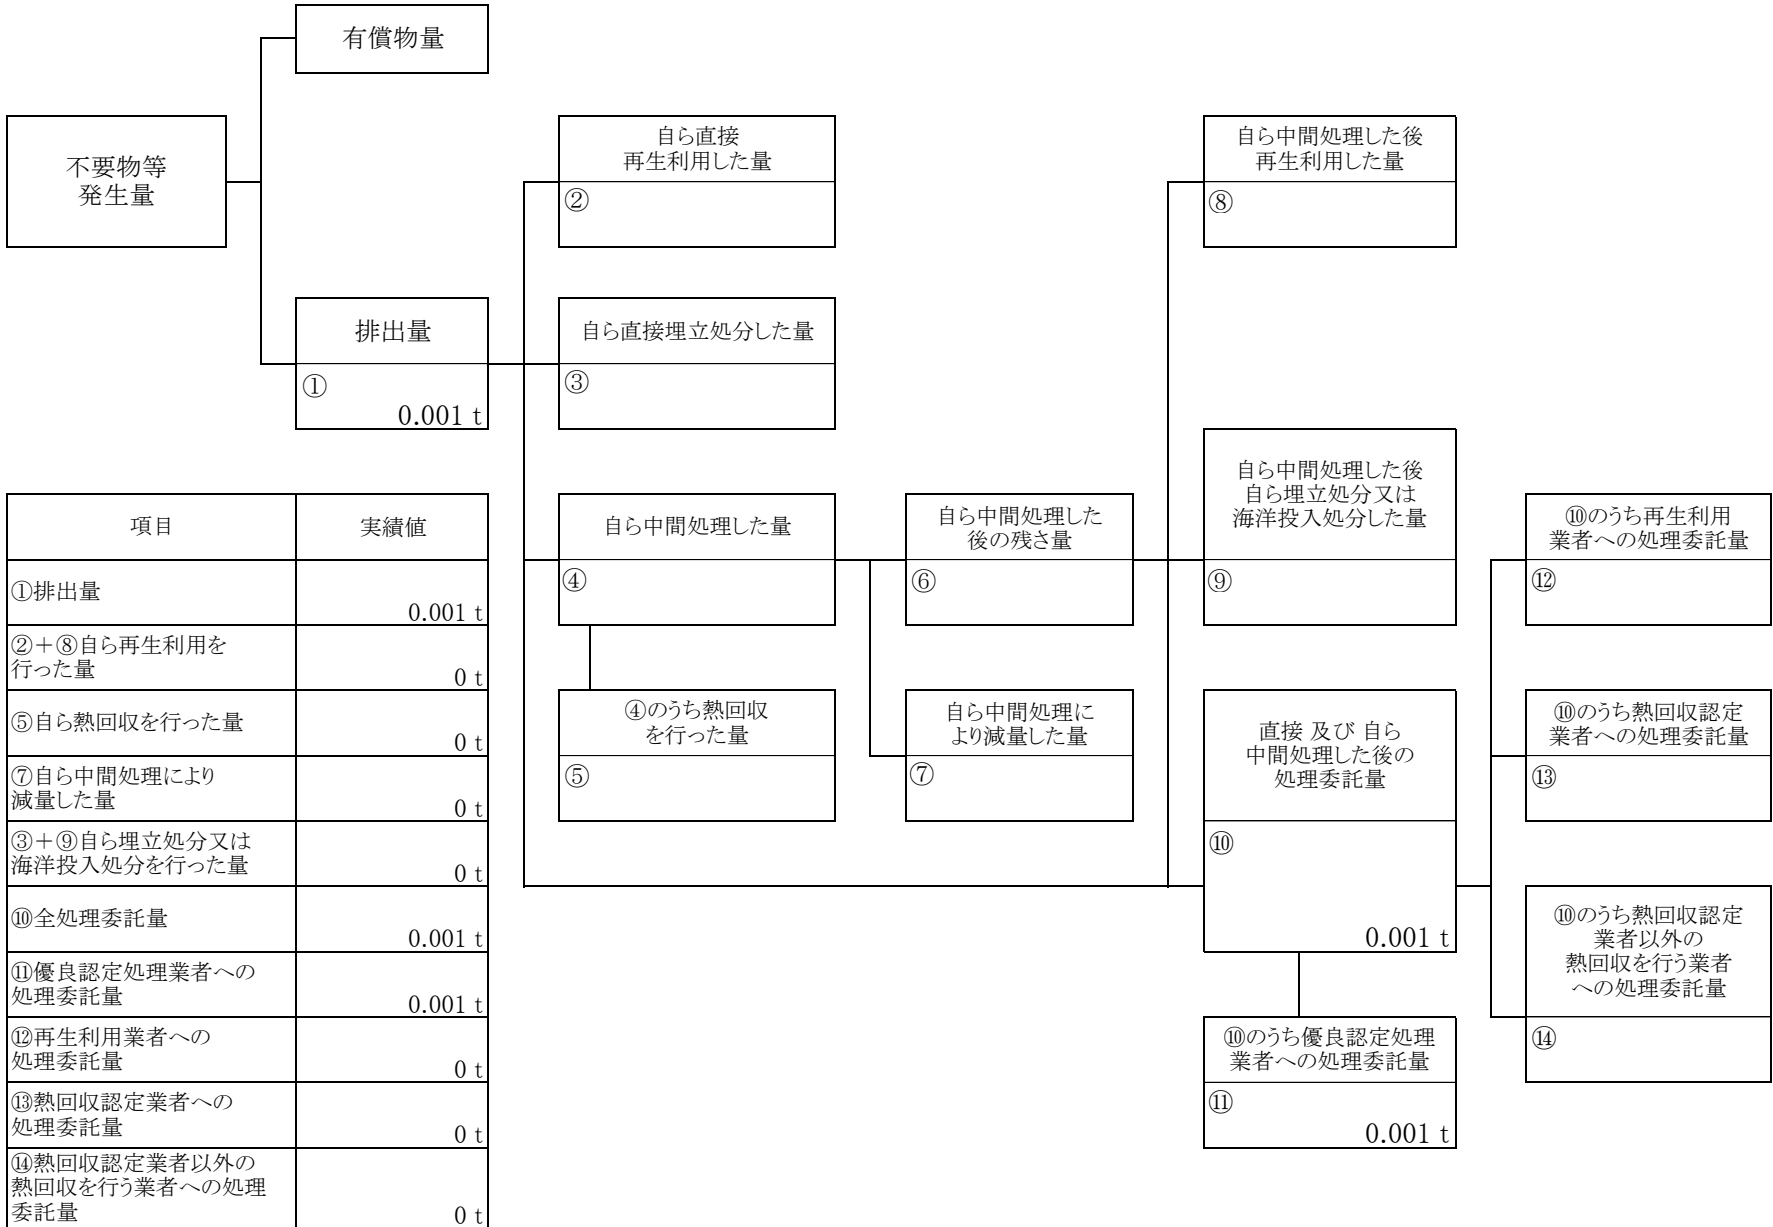 有償物量
不要物等
発生量
自ら直接
再生利用した量
②
自ら中間処理した後
再生利用した量
⑧
排出量
①
0.001 t
自ら直接埋立処分した量
③
自ら中間処理した量
④
自ら中間処理した
後の残さ量
⑥
自ら中間処理した後
自ら埋立処分又は
海洋投入処分した量
⑨
⑩のうち再生利用
業者への処理委託量
⑫
④のうち熱回収
を行った量
⑤
自ら中間処理に
より減量した量
⑦
直接 及び 自ら
中間処理した後の
処理委託量
⑩
0.001 t
⑩のうち熱回収認定
業者への処理委託量
⑬
⑩のうち熱回収認定
業者以外の
熱回収を行う業者
への処理委託量
⑭
⑩のうち優良認定処理
業者への処理委託量
⑪
0.001 t
項目 実績値
①排出量
0.001 t
②＋⑧自ら再生利用を
行った量
0 t
⑤自ら熱回収を行った量
0 t
⑦自ら中間処理により
減量した量
0 t
③＋⑨自ら埋立処分又は
海洋投入処分を行った量
0 t
⑩全処理委託量
0.001 t
⑪優良認定処理業者への
処理委託量
0.001 t
⑫再生利用業者への
処理委託量
0 t
⑬熱回収認定業者への
処理委託量
0 t
⑭熱回収認定業者以外の
熱回収を行う業者への処理
委託量
0 t